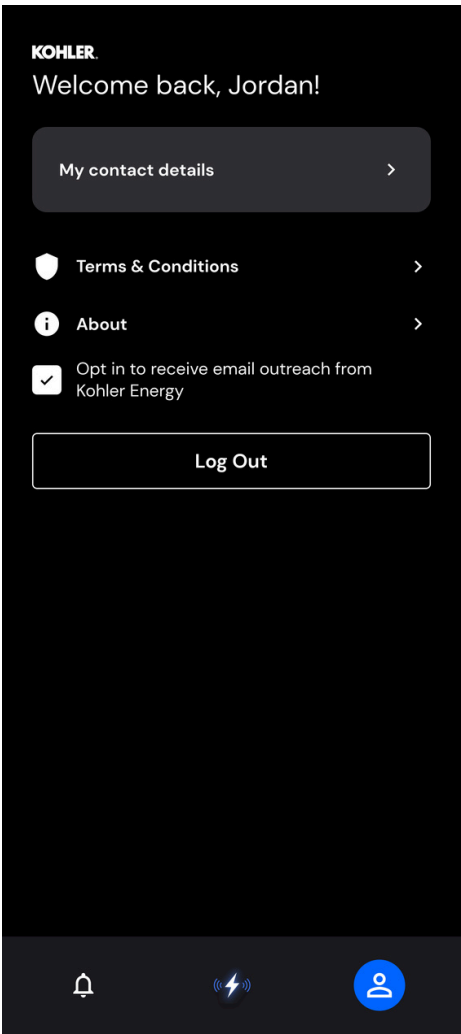 KOHLER.
Welcome back, Jordan!
My contact details
Terms & Conditions
About
Opt in to receive email outreach from
Kohler Energy
Log Out